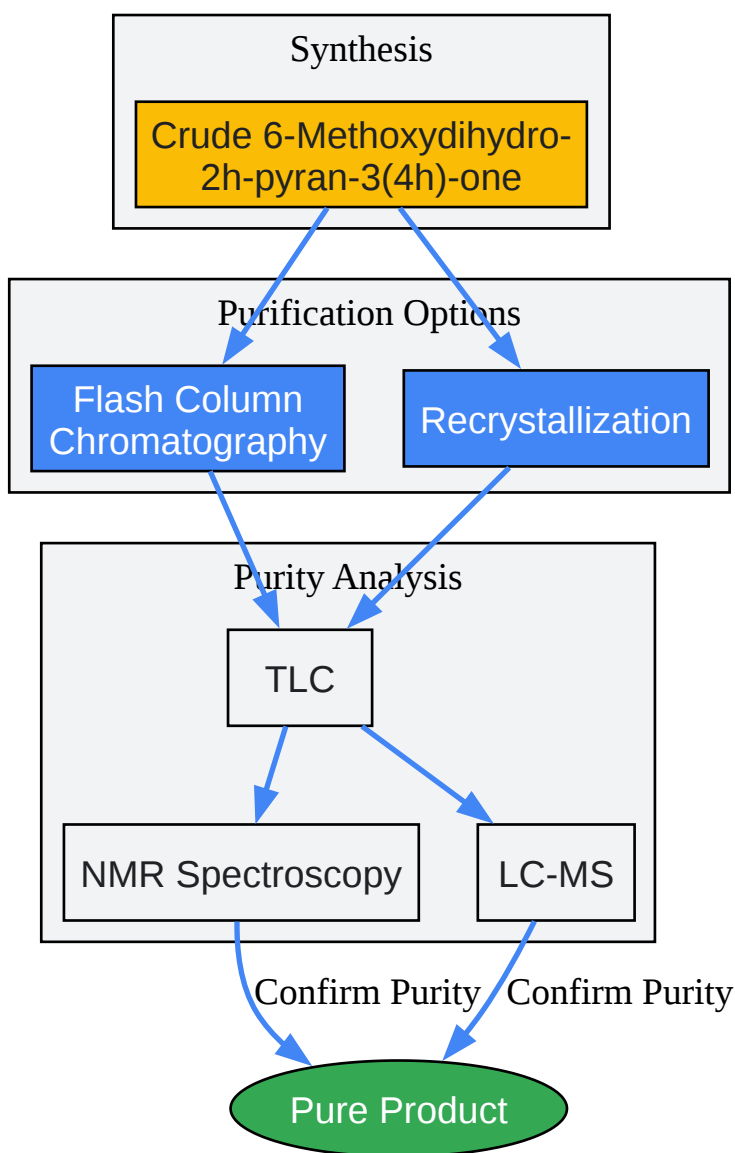 Synthesis
Crude 6-Methoxydihydro-
2h-pyran-3(4h)-one
Purification Options
Flash Column
Chromatography
Recrystallization
Purity Analysis
TLC
NMR Spectroscopy
LC-MS
Confirm Purity
Confirm Purity
Pure Product